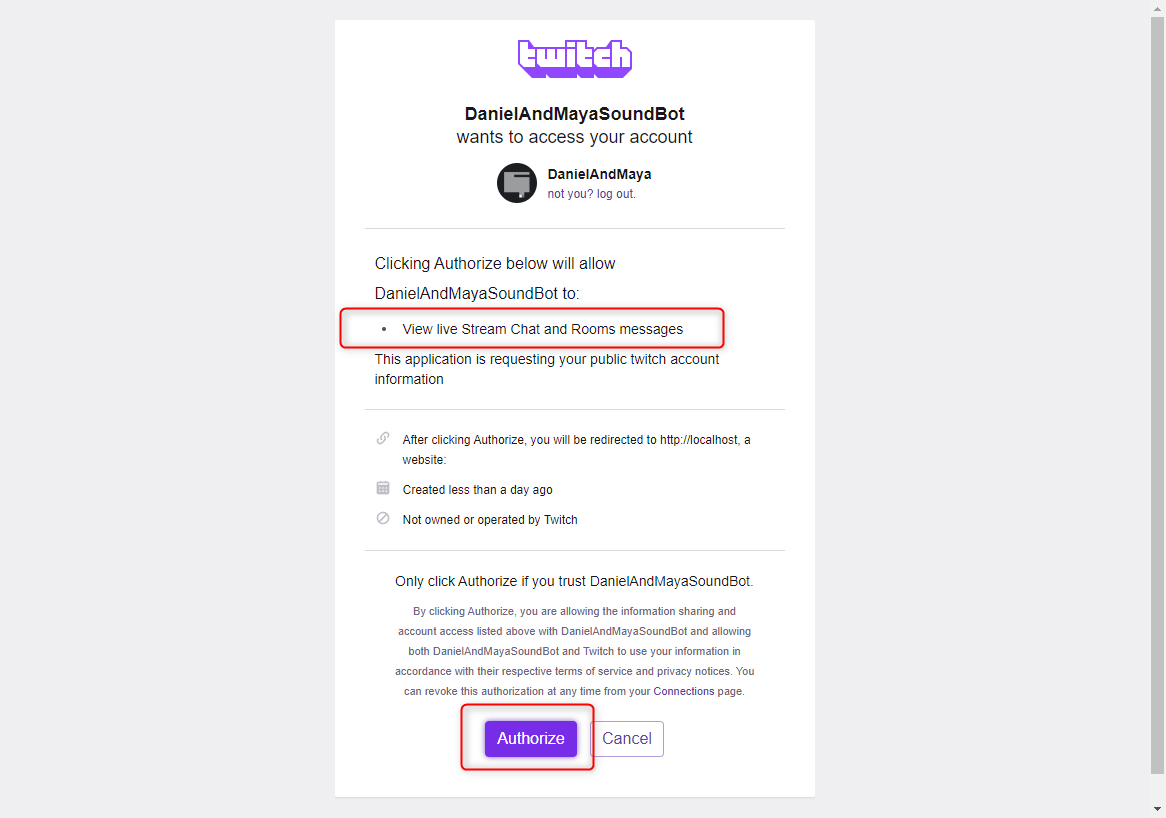 twitch
DanielAndMayaSoundBot
wants to access your account
DanielAndMaya
not you? log out.
Clicking Authorize below will allow
DanielAndMayaSoundBot to:
• View live Stream Chat and Rooms messages
This application is requesting your public twitch account
information
After clicking Authorize, you will be redirected to http://localhost, a
website:
Created less than a day ago
Not owned or operated by Twitch
Only click Authorize if you trust DanielAndMayaSoundBot.
By clicking Authorize, you are allowing the information sharing and
account access listed above with DanielAndMayaSoundBot and allowing
both DanielAndMayaSoundBot and Twitch to use your information in
accordance with their respective terms of service and privacy notices. You
can revoke this authorization at any time from your Connections page.
Authorize Cancel